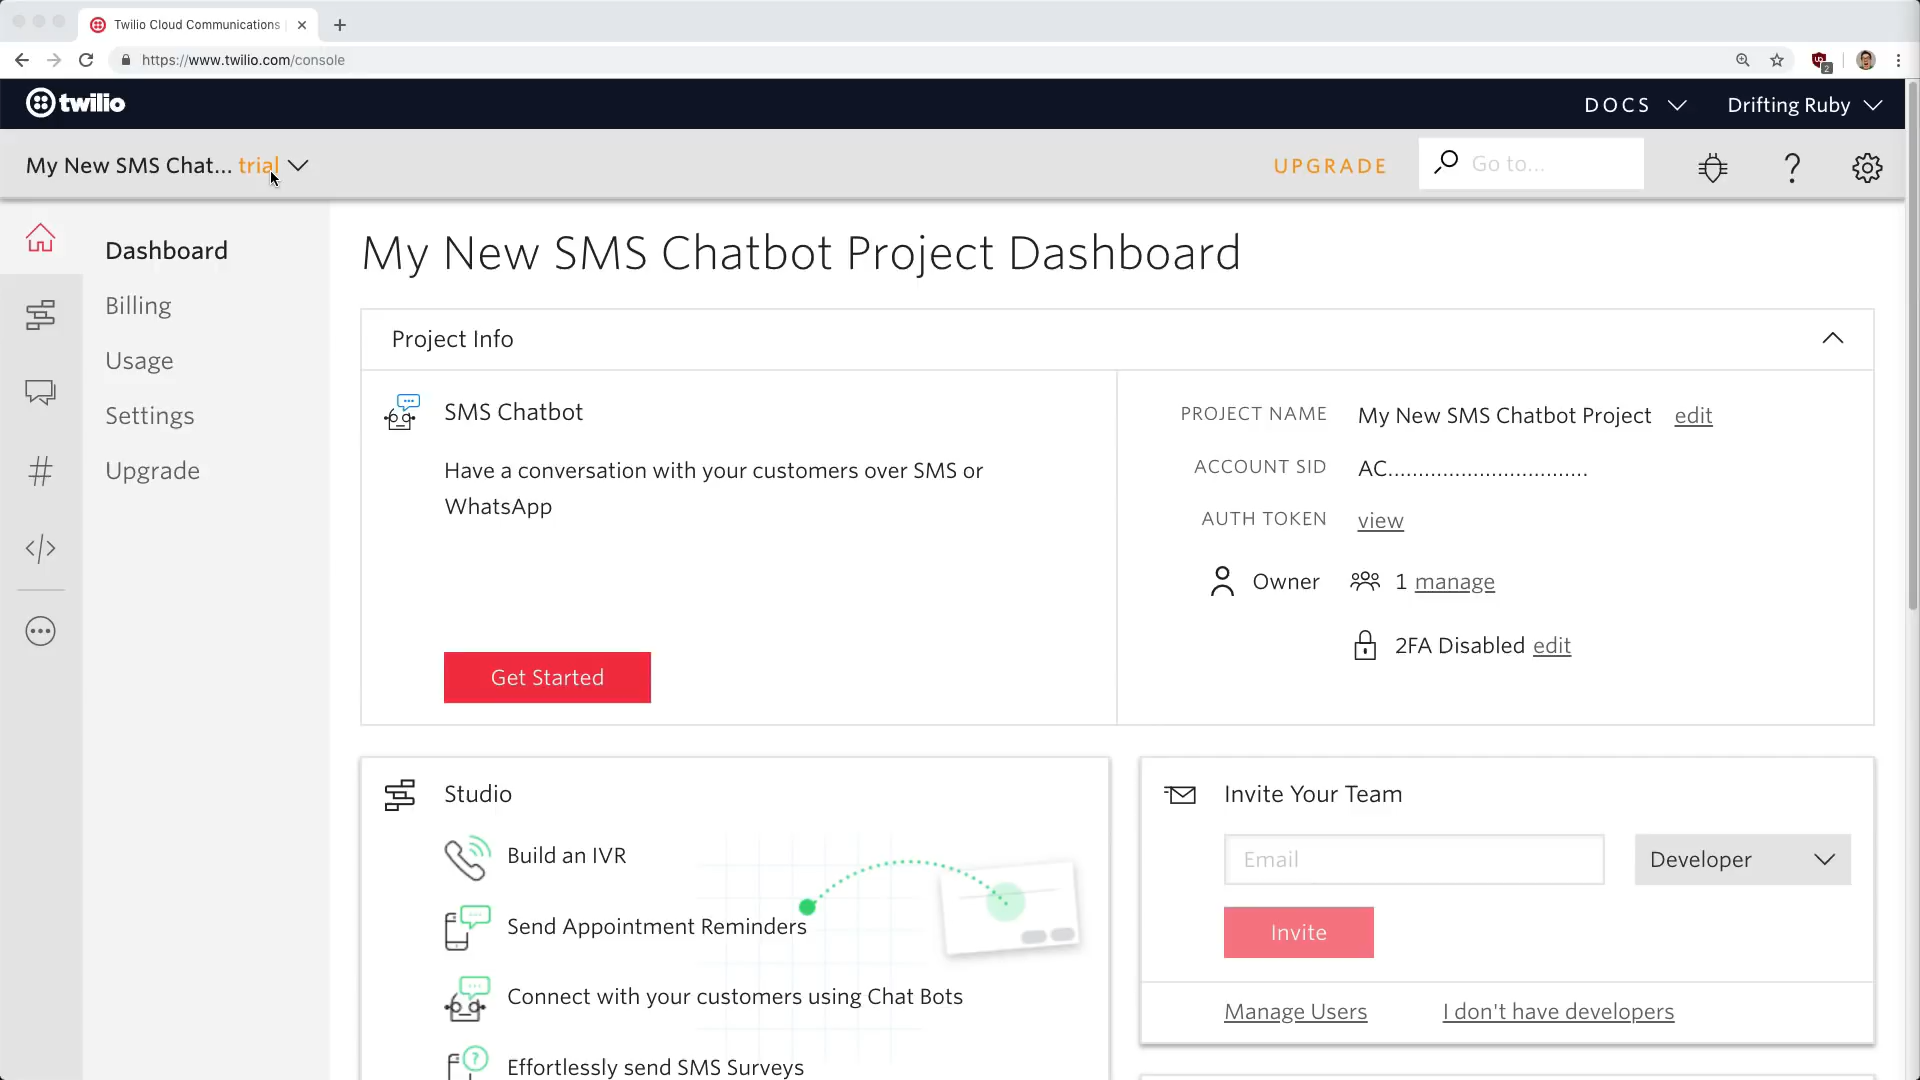 Twilio Cloud Communications
https://www.twilio.com/console
2
twilio
DOCS
Drifting Ruby
My New SMS Chat... trial
UPGRADE
Go to...
?
Dashboard
Billing
Usage
Settings
Upgrade
My New SMS Chatbot Project Dashboard
Project Info
SMS Chatbot
Have a conversation with your customers over SMS or
WhatsApp
Get Started
PROJECT NAME My New SMS Chatbot Project edit
ACCOUNT SID AC................................
AUTH TOKEN view
Owner 1 manage
2FA Disabled edit
Studio
Build an IVR
Send Appointment Reminders
Connect with your customers using Chat Bots
Effortlessly send SMS Surveys
Invite Your Team
Email
Developer
Invite
Manage Users
I don't have developers